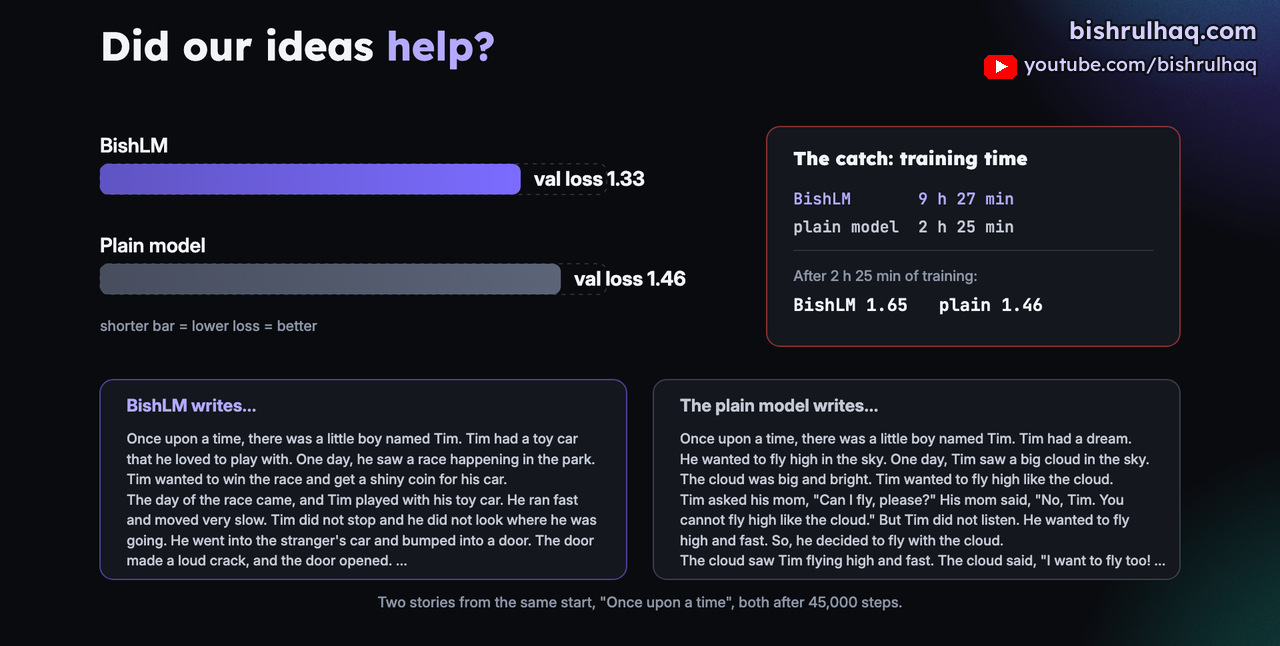 Did our ideas help?
bishrulhaq.com
youtube.com/bishrulhaq
BishLM
val loss 1.33
Plain model
val loss 1.46
shorter bar = lower loss = better
The catch: training time
BishLM 9 h 27 min
plain model 2 h 25 min
After 2 h 25 min of training:
BishLM 1.65 plain 1.46
BishLM writes...
Once upon a time, there was a little boy named Tim. Tim had a toy car
that he loved to play with. One day, he saw a race happening in the park.
Tim wanted to win the race and get a shiny coin for his car.
The day of the race came, and Tim played with his toy car. He ran fast
and moved very slow. Tim did not stop and he did not look where he was
going. He went into the stranger's car and bumped into a door. The door
made a loud crack, and the door opened. ...
The plain model writes...
Once upon a time, there was a little boy named Tim. Tim had a dream.
He wanted to fly high in the sky. One day, Tim saw a big cloud in the sky.
The cloud was big and bright. Tim wanted to fly high like the cloud.
Tim asked his mom, "Can I fly, please?" His mom said, "No, Tim. You
cannot fly high like the cloud." But Tim did not listen. He wanted to fly
high and fast. So, he decided to fly with the cloud.
The cloud saw Tim flying high and fast. The cloud said, "I want to fly too! ...
Two stories from the same start, "Once upon a time", both after 45,000 steps.